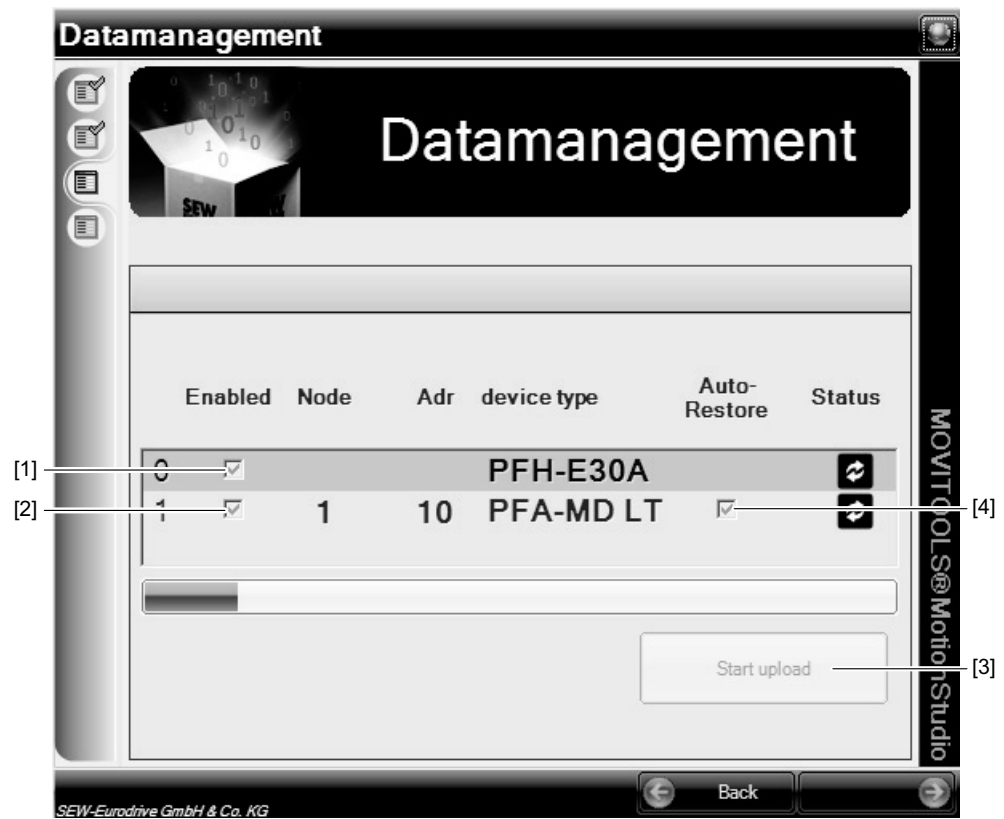 Datamanagement
Datamanagement
SEW
Enabled Node Adr device type Auto-Restore Status
[1] 0 PFH-E30A
[2] 1 1 10 PFA-MD LT [4]
Start upload [3]
MOVITOOLS®MotionStudio
Back
SEW-Eurodrive GmbH & Co. KG